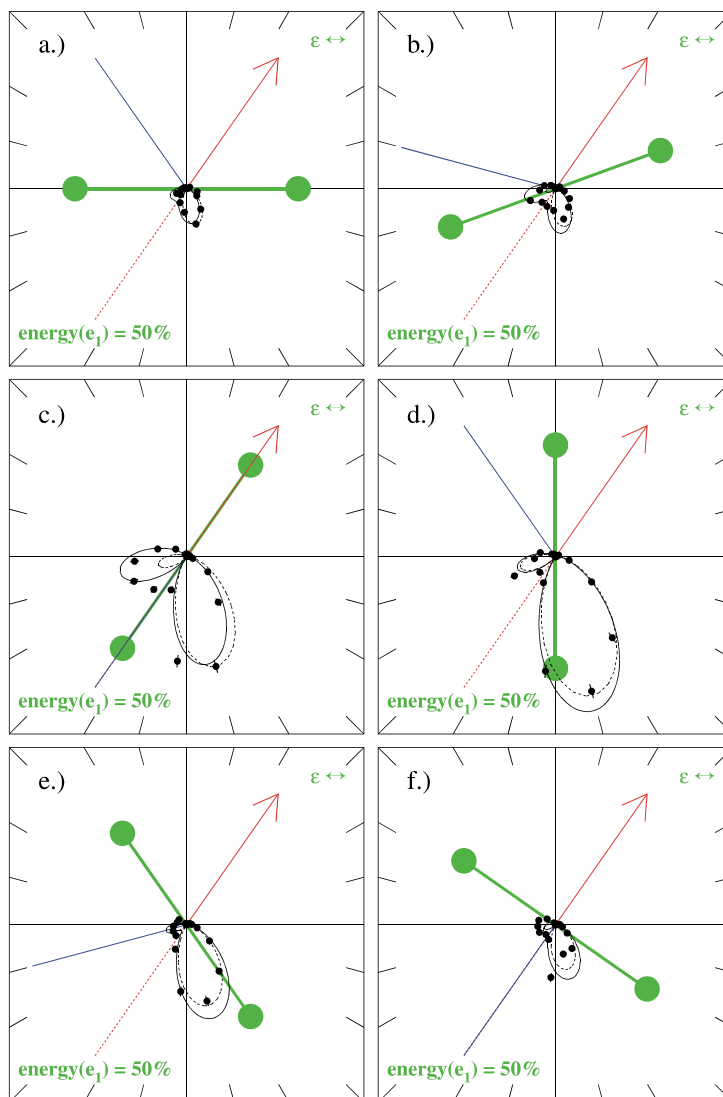 a.) ε ↔
energy(e₁) = 50%
b.) ε ↔
energy(e₁) = 50%
c.) ε ↔
energy(e₁) = 50%
d.) ε ↔
energy(e₁) = 50%
e.) ε ↔
energy(e₁) = 50%
f.) ε ↔
energy(e₁) = 50%